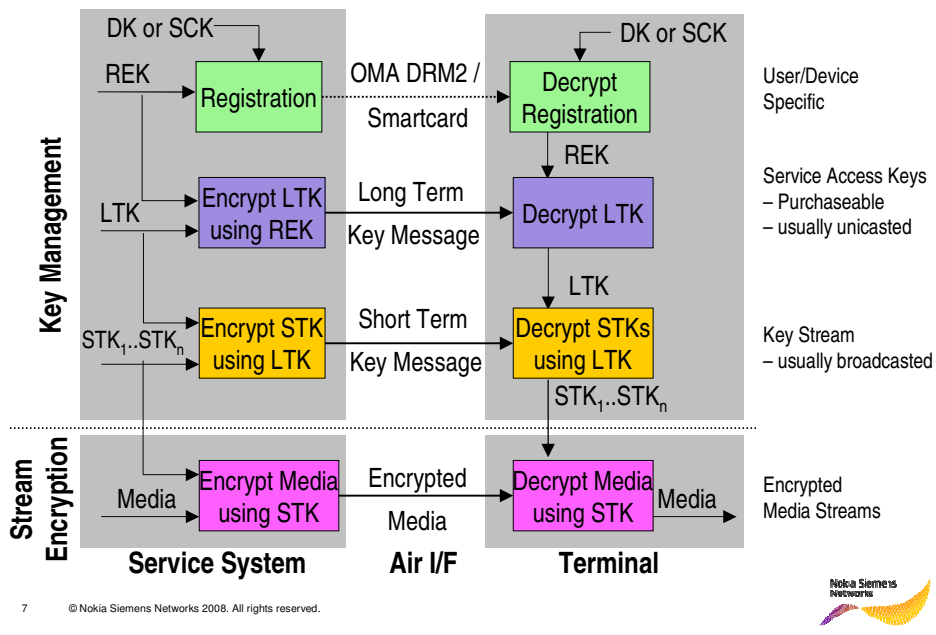 DK or SCK
DK or SCK
REK
Registration
OMA DRM2 /
Smartcard
Decrypt
Registration
User/Device
Specific
REK
Key Management
LTK
Encrypt LTK
using REK
Long Term
Key Message
Decrypt LTK
Service Access Keys
– Purchaseable
– usually unicasted
LTK
STK1..STKn
Encrypt STK
using LTK
Short Term
Key Message
Decrypt STKs
using LTK
Key Stream
– usually broadcasted
STK1..STKn
Stream
Encryption
Media
Encrypt Media
using STK
Encrypted
Media
Decrypt Media
using STK
Media
Encrypted
Media Streams
Service System
Air I/F
Terminal
7
© Nokia Siemens Networks 2008. All rights reserved.
Nokia Siemens
Networks